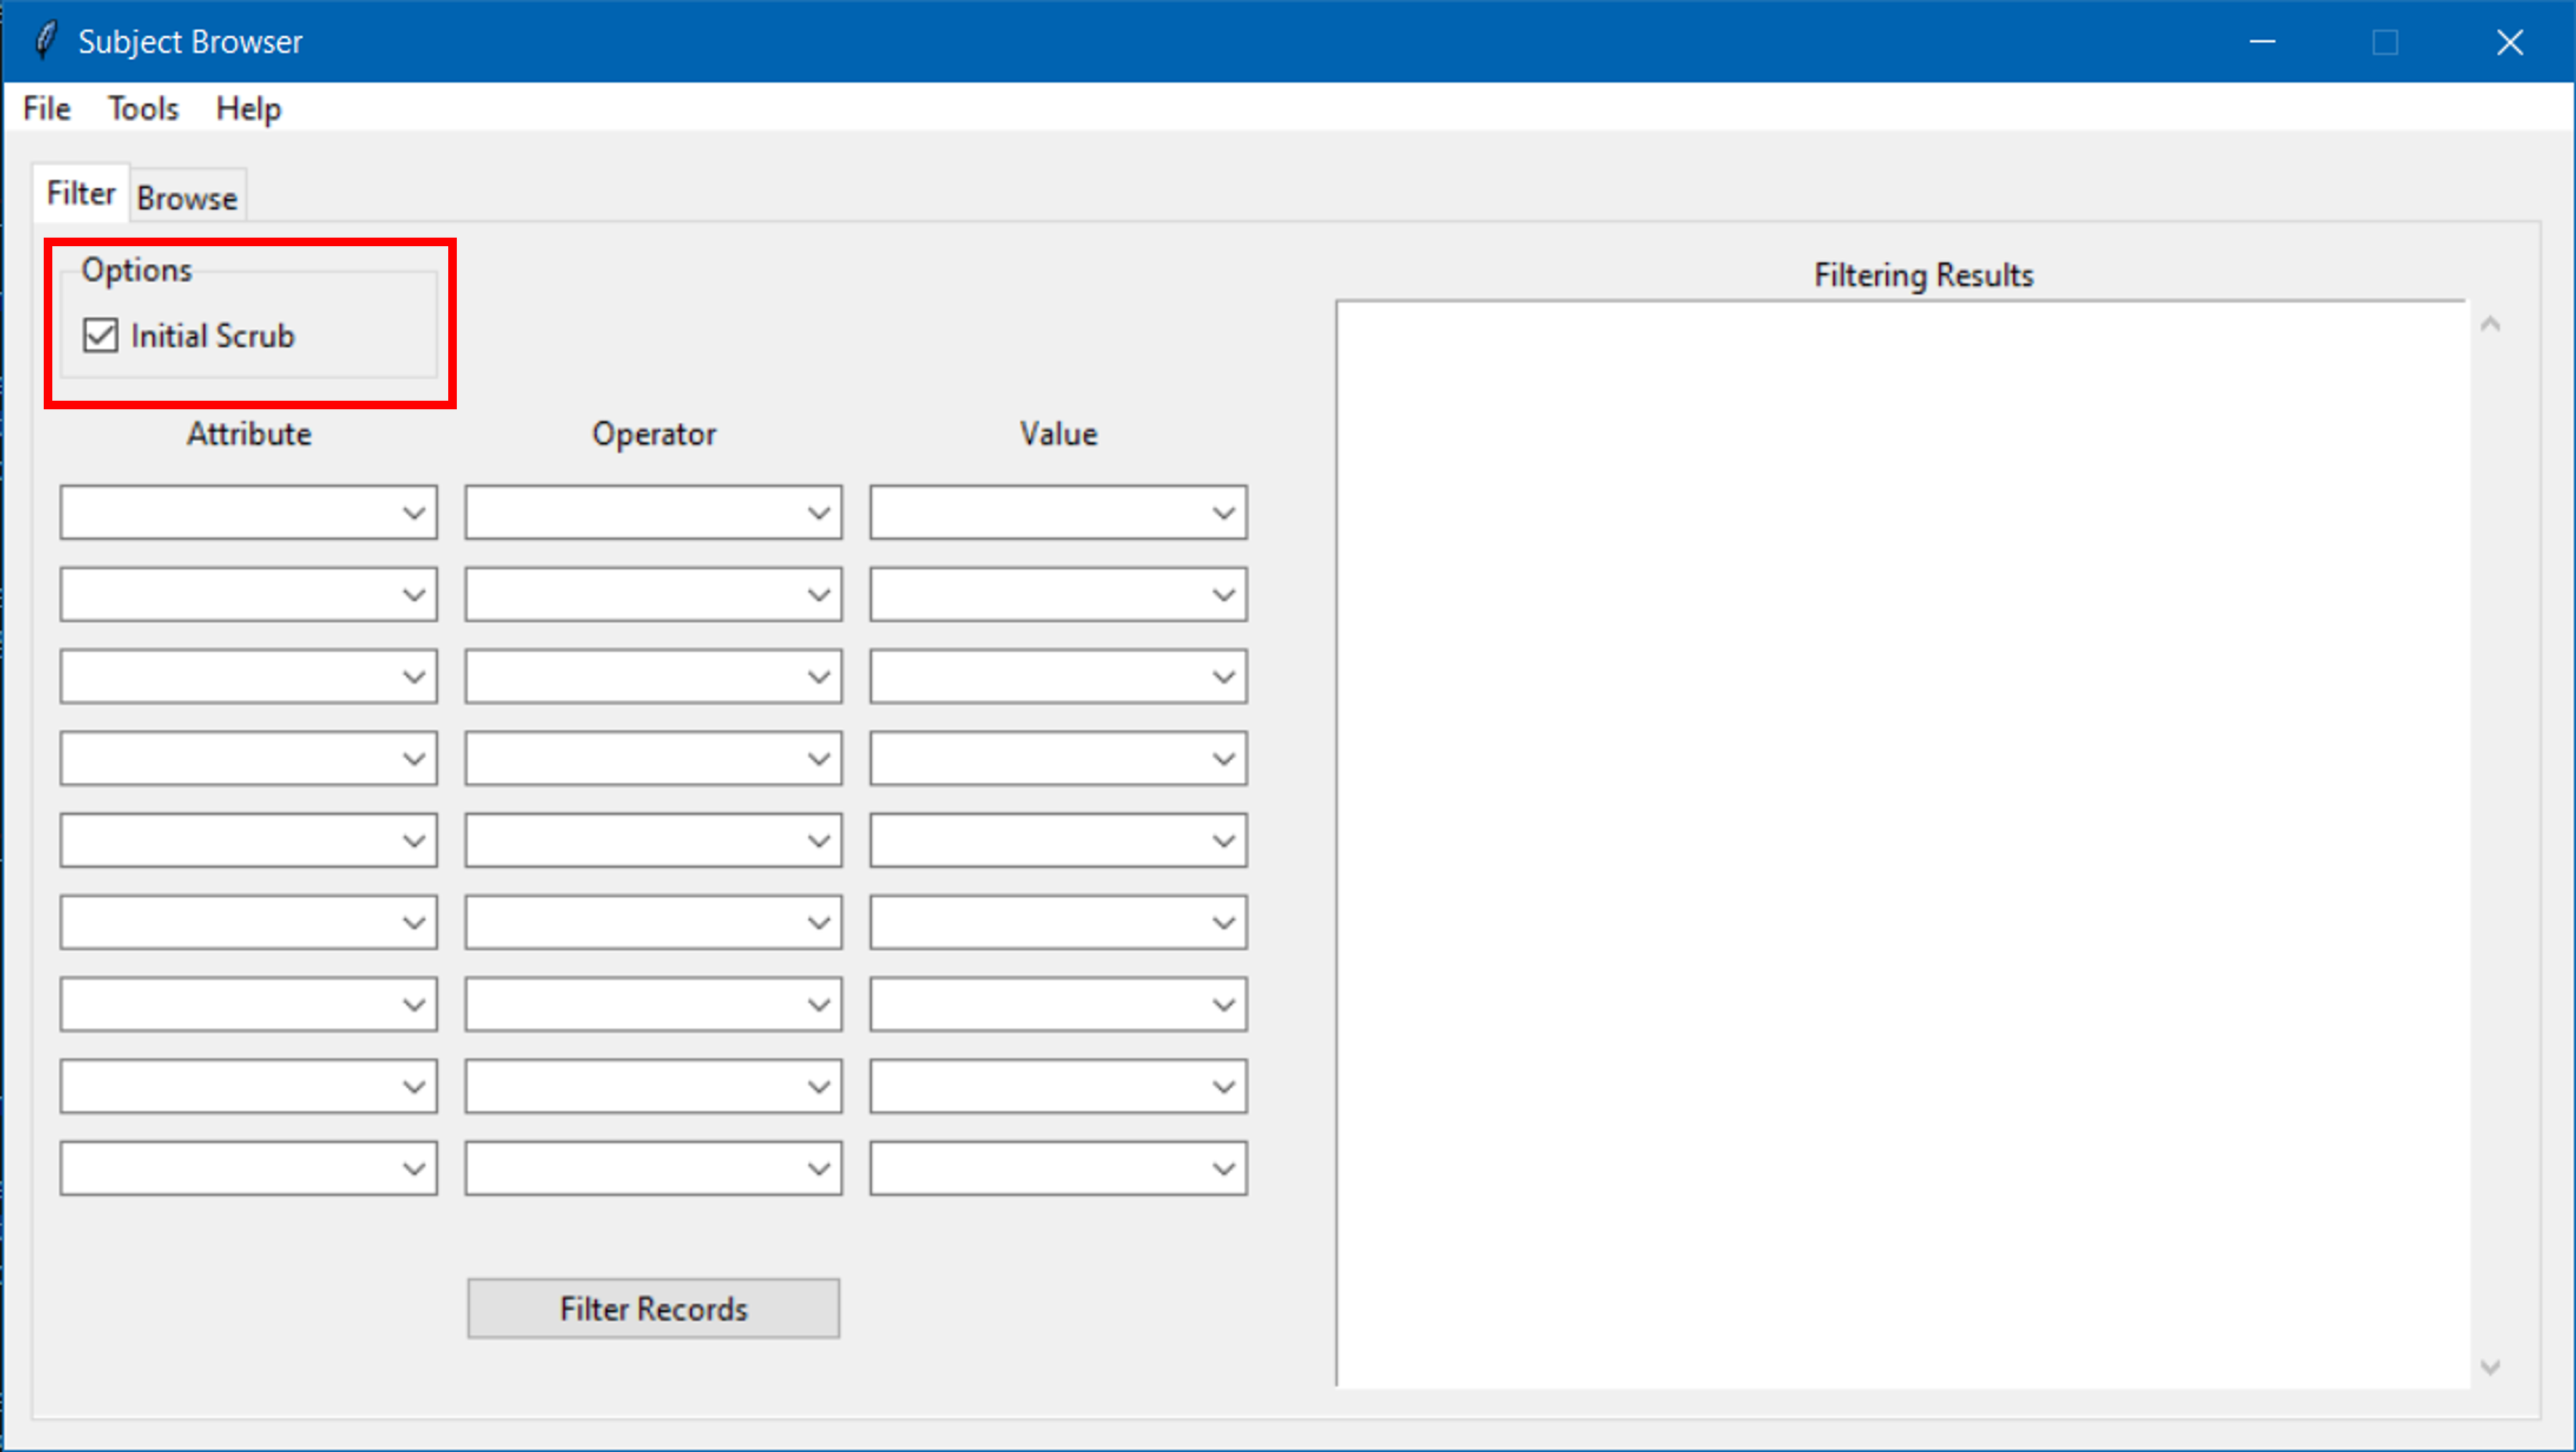 Subject Browser
File Tools Help
Filter Browse
Options
Initial Scrub
Filtering Results
Attribute Operator Value
Filter Records